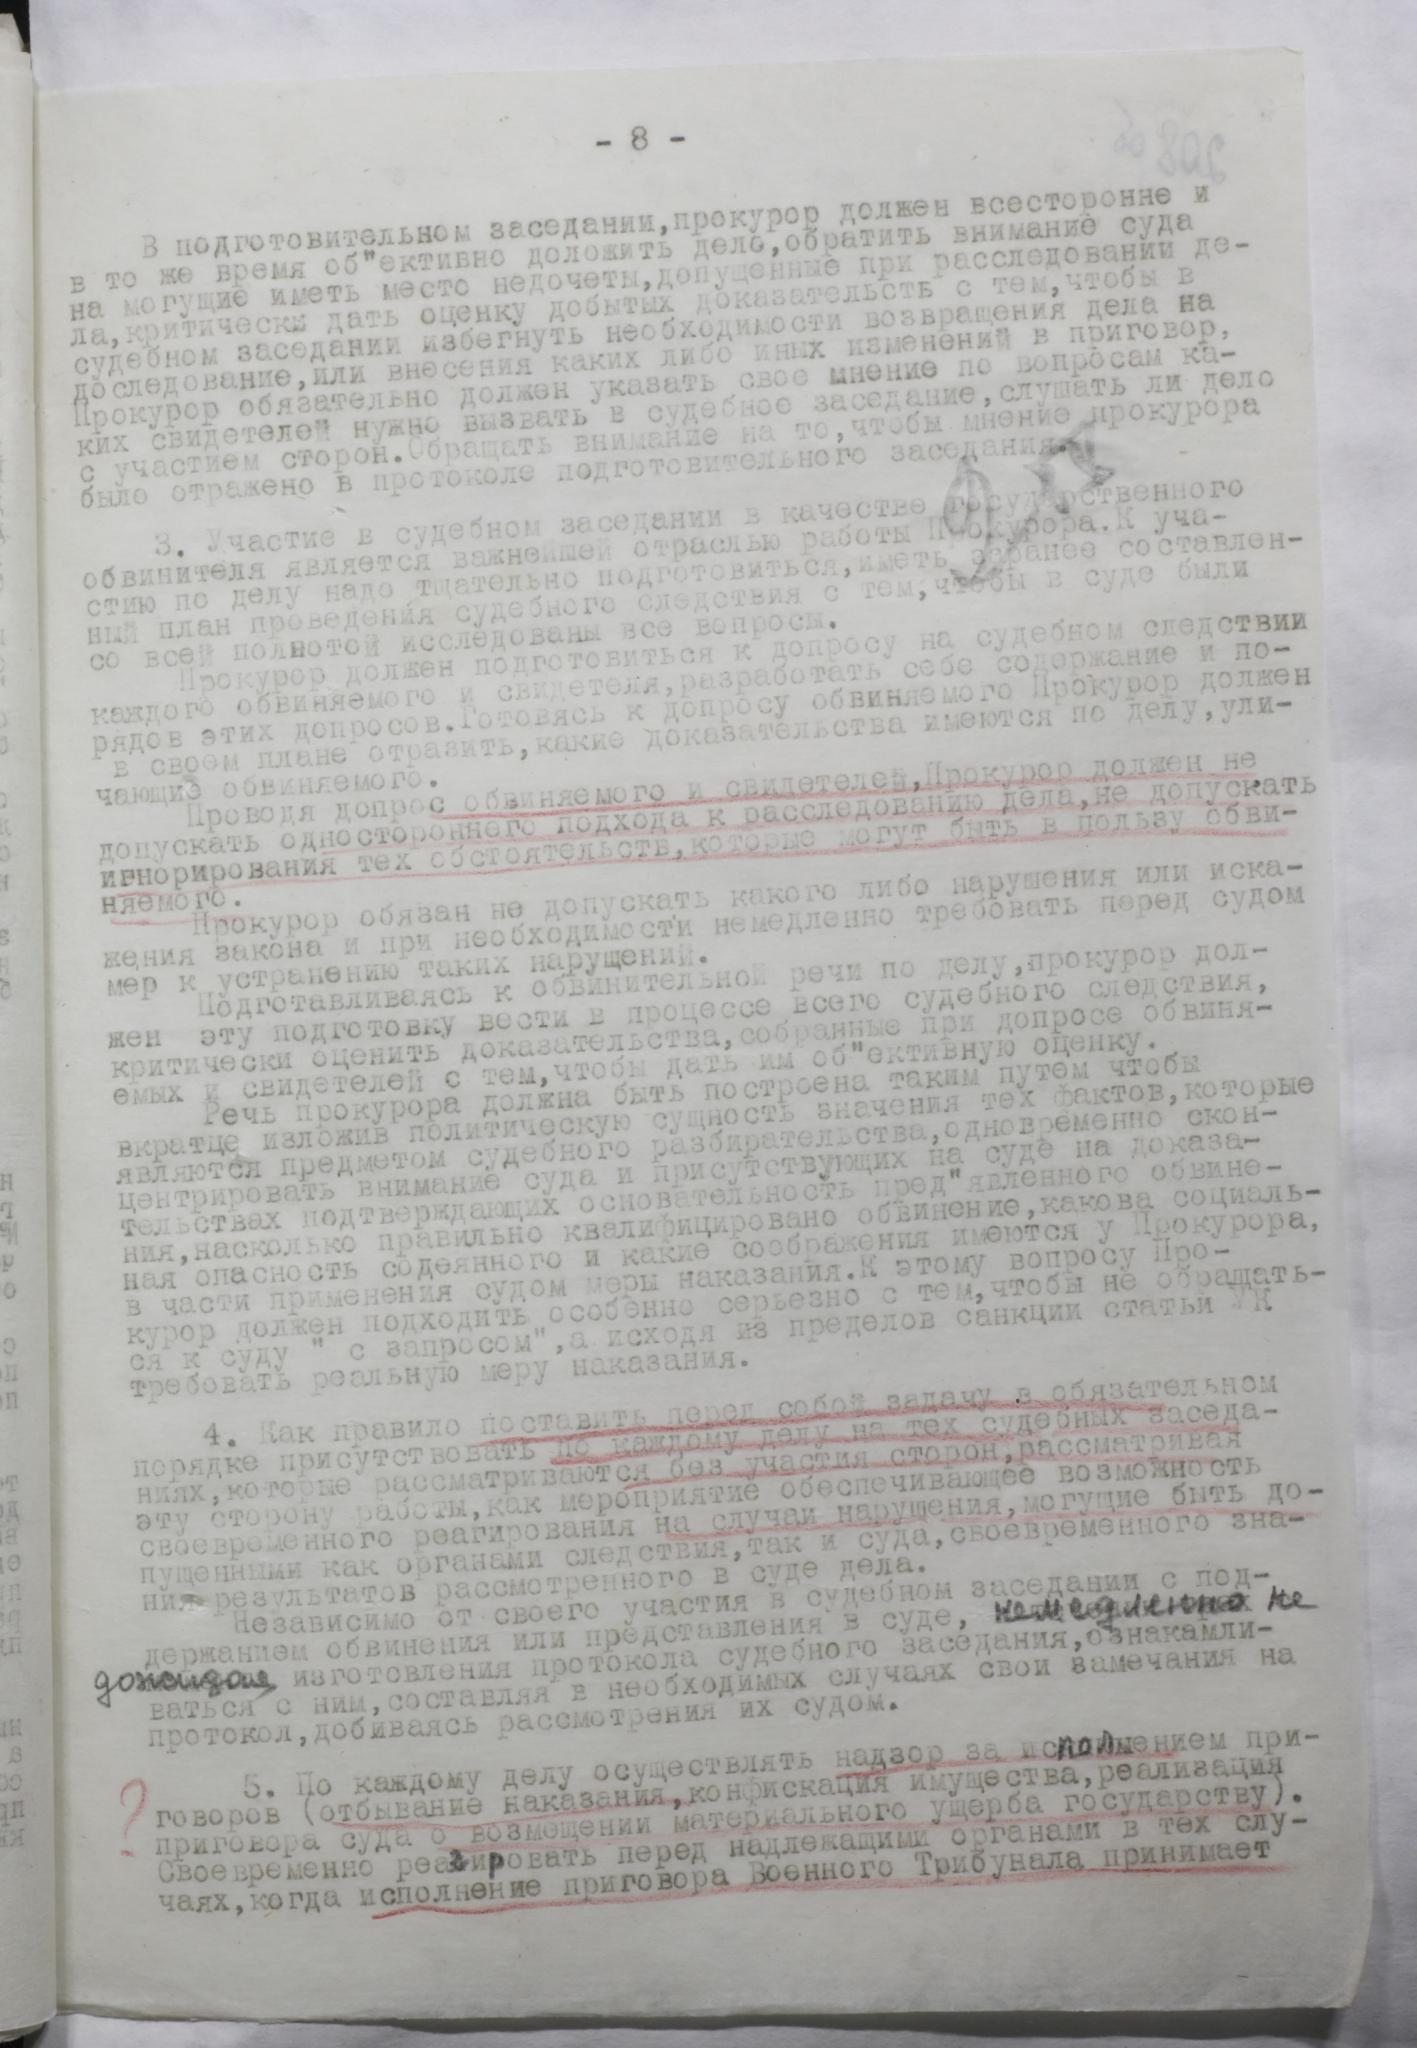 - 8 -
В подготовительном заседании,прокурор должен всесторонне и
в то же время об"ективно доложить дело,обратить внимание суда
на могущие иметь место недочеты,допущенные при расследовании де-
ла,критически дать оценку добытых доказательств с тем,чтобы в
судебном заседании избегнуть необходимости возвращения дела на
доследование,или внесения каких либо иных изменений в приговор,
Прокурор обязательно должен указать свое мнение по вопросам ка-
ких свидетелей нужно вызвать в судебное заседание,слушать ли дело
с участием сторон.Обращать внимание на то,чтобы мнение прокурора
было отражено в протоколе подготовительного заседания.
3. Участие в судебном заседании в качестве государственного
обвинителя является важнейшей отраслью работы Прокурора.К уча-
стию по делу надо тщательно подготовиться,иметь заранее составлен-
ный план проведения судебного следствия с тем,чтобы в суде были
со всей полнотой исследованы все вопросы.
Прокурор должен подготовиться к допросу на судебном следствии
каждого обвиняемого и свидетеля,разработать себе содержание и по-
рядов этих допросов.Готовясь к допросу обвиняемого Прокурор должен
в своем плане отразить,какие доказательства имеются по делу,ули-
чающие обвиняемого.
Проводя допрос обвиняемого и свидетелей,Прокурор должен не
допускать одностороннего подхода к расследованию дела,не допускать
игнорирования тех обстоятельств,которые могут быть в пользу обви-
няемого.
Прокурор обязан не допускать какого либо нарушения или иска-
жения закона и при необходимости немедленно требовать перед судом
мер к устранению таких нарущений.
Подготавливаясь к обвинительной речи по делу,прокурор дол-
жен эту подготовку вести в процессе всего судебного следствия,
критически оценить доказательства,собранные при допросе обвиня-
емых и свидетелей с тем,чтобы дать им об"ективную оценку.
Речь прокурора должна быть построена таким путем чтобы
вкратце изложив политическую сущность значения тех фактов,которые
являются предметом судебного разбирательства,одновременно скон-
центрировать внимание суда и присутствующих на суде на доказа-
тельствах подтверждающих основательность пред"явленного обвине-
ния,насколько правильно квалифицировано обвинение,какова социаль-
ная опасность содеянного и какие соображения имеются у Прокурора,
в части применения судом меры наказания.К этому вопросу Про-
курор должен подходить особенно серьезно с тем,чтобы не обращать-
ся к суду " с запросом",а исходя из пределов санкции статьи УК
требовать реальную меру наказания.
4. Как правило поставить перед собой задачу в обязательном
порядке присутствовать по каждому делу на тех судебных заседа-
ниях,которые рассматриваются без участия сторон,рассматривая
эту сторону работы,как мероприятие обеспечивающее возможность
своевременного реагирования на случаи нарушения,могущие быть до-
пущенными как органами следствия,так и суда,своевременного зна-
ния результатов рассмотренного в суде дела.
Независимо от своего участия в судебном заседании с под-
держанием обвинения или представления в суде, немедленно не
дожидая изготовления протокола судебного заседания,ознакамли-
ваться с ним,составляя в необходимых случаях свои замечания на
протокол,добиваясь рассмотрения их судом.
5. По каждому делу осуществлять надзор за исполнением при-
говоров (отбывание наказания,конфискация имущества,реализация
приговора суда о возмещении материального ущерба государству).
Своевременно реагировать перед надлежащими органами в тех слу-
чаях,когда исполнение приговора Военного Трибунала принимает